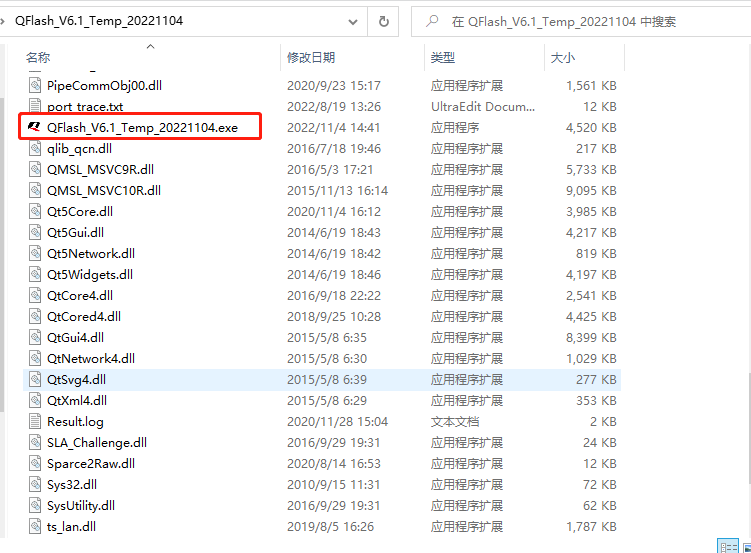 QFlash_V6.1_Temp_20221104
在 QFlash_V6.1_Temp_20221104 中搜索
名称 修改日期 类型 大小
PipeCommObj00.dll 2020/9/23 15:17 应用程序扩展 1,561 KB
port_trace.txt 2022/8/19 13:26 UltraEdit Docum... 12 KB
QFlash_V6.1_Temp_20221104.exe 2022/11/4 14:41 应用程序 4,520 KB
qlib_qcn.dll 2016/7/18 19:46 应用程序扩展 217 KB
QMSL_MSVC9R.dll 2016/5/3 17:21 应用程序扩展 5,733 KB
QMSL_MSVC10R.dll 2015/11/13 16:14 应用程序扩展 9,095 KB
Qt5Core.dll 2020/11/4 16:12 应用程序扩展 3,985 KB
Qt5Gui.dll 2014/6/19 18:43 应用程序扩展 4,217 KB
Qt5Network.dll 2014/6/19 18:42 应用程序扩展 819 KB
Qt5Widgets.dll 2014/6/19 18:46 应用程序扩展 4,197 KB
QtCore4.dll 2016/9/18 22:22 应用程序扩展 2,541 KB
QtCored4.dll 2018/9/25 10:28 应用程序扩展 4,425 KB
QtGui4.dll 2015/5/8 6:35 应用程序扩展 8,399 KB
QtNetwork4.dll 2015/5/8 6:30 应用程序扩展 1,029 KB
QtSvg4.dll 2015/5/8 6:39 应用程序扩展 277 KB
QtXml4.dll 2015/5/8 6:29 应用程序扩展 353 KB
Result.log 2020/11/28 15:04 文本文档 2 KB
SLA_Challenge.dll 2016/9/29 19:31 应用程序扩展 24 KB
Sparce2Raw.dll 2020/8/14 16:53 应用程序扩展 12 KB
Sys32.dll 2010/9/15 11:31 应用程序扩展 72 KB
SysUtility.dll 2016/9/29 19:31 应用程序扩展 62 KB
ts_lan.dll 2019/8/5 16:26 应用程序扩展 1,787 KB